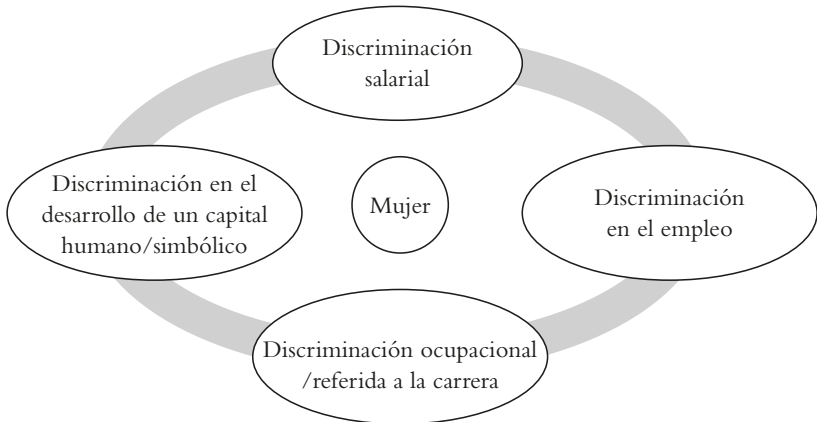 Discriminación
salarial
Discriminación en el
desarrollo de un capital
humano/simbólico
Mujer
Discriminación
en el empleo
Discriminación ocupacional
/referida a la carrera